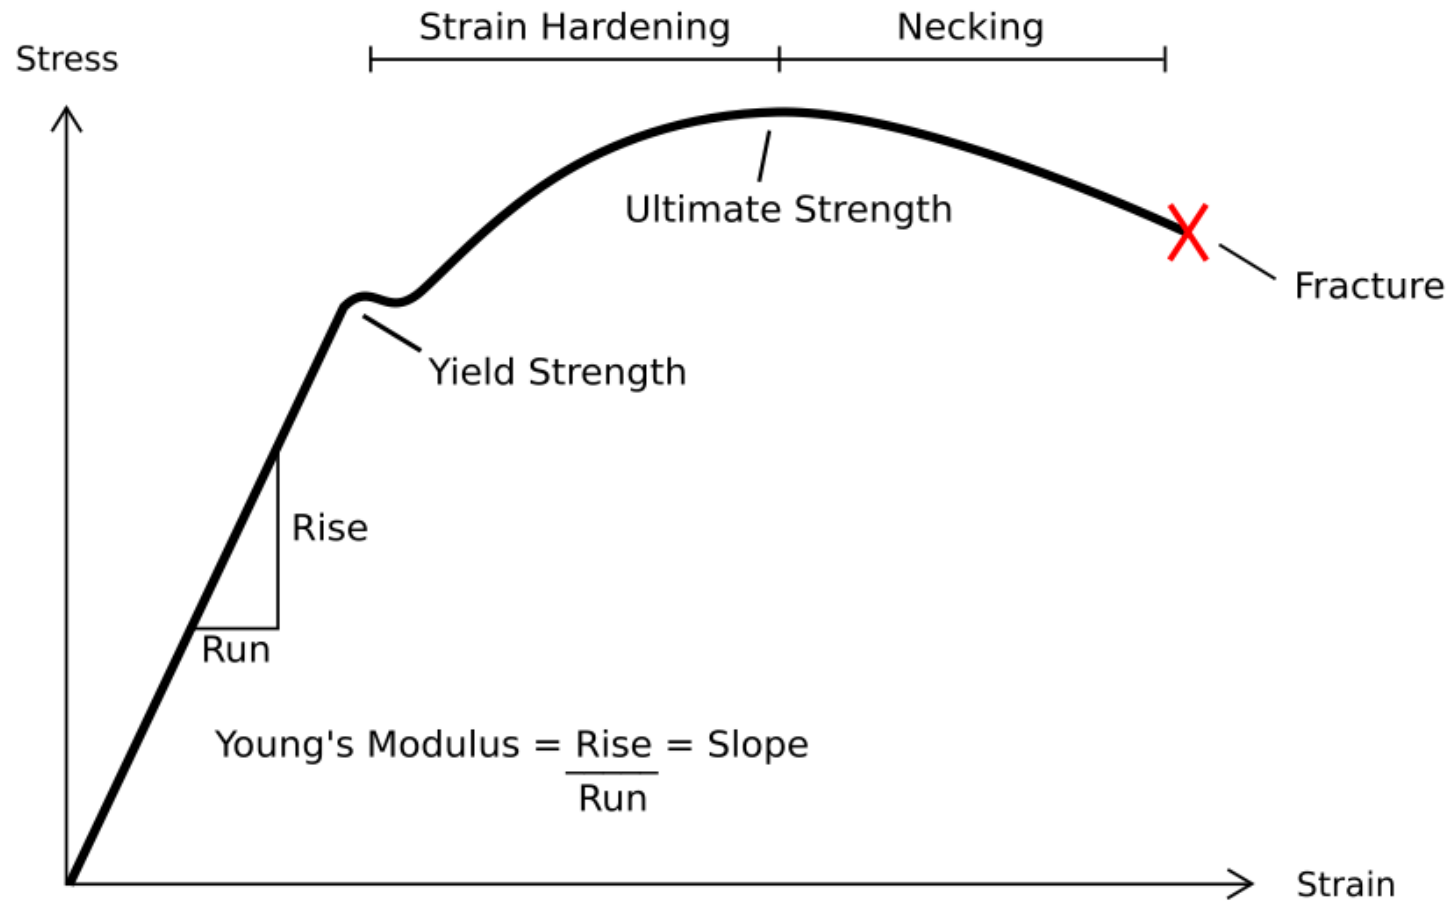 Strain Hardening
Necking
Stress
Ultimate Strength
Fracture
Yield Strength
Rise
Run
Young's Modulus = Rise = Slope
Run
Strain